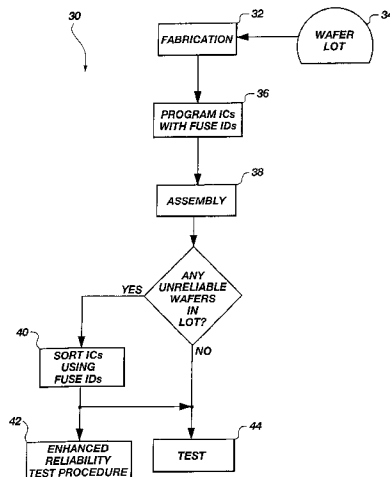 30
32
FABRICATION
WAFER
LOT
34
36
PROGRAM ICs
WITH FUSE IDs
38
ASSEMBLY
ANY
UNRELIABLE
WAFERS
IN
LOT?
YES
NO
40
SORT ICs
USING
FUSE IDs
42
ENHANCED
RELIABILITY
TEST PROCEDURE
44
TEST